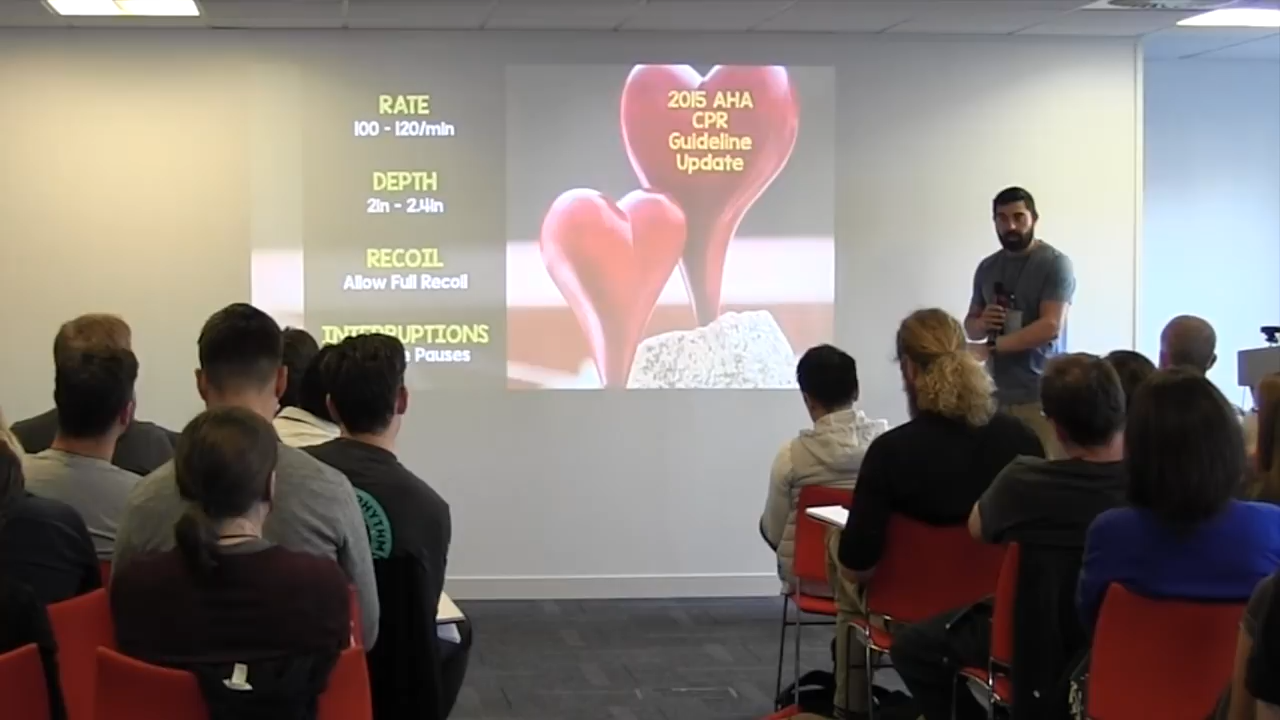 RATE
100 - 120/min
DEPTH
2in - 2.4in
RECOIL
Allow Full Recoil
INTERRUPTIONS
Pauses
2015 AHA
CPR
Guideline
Update
RHYTHM